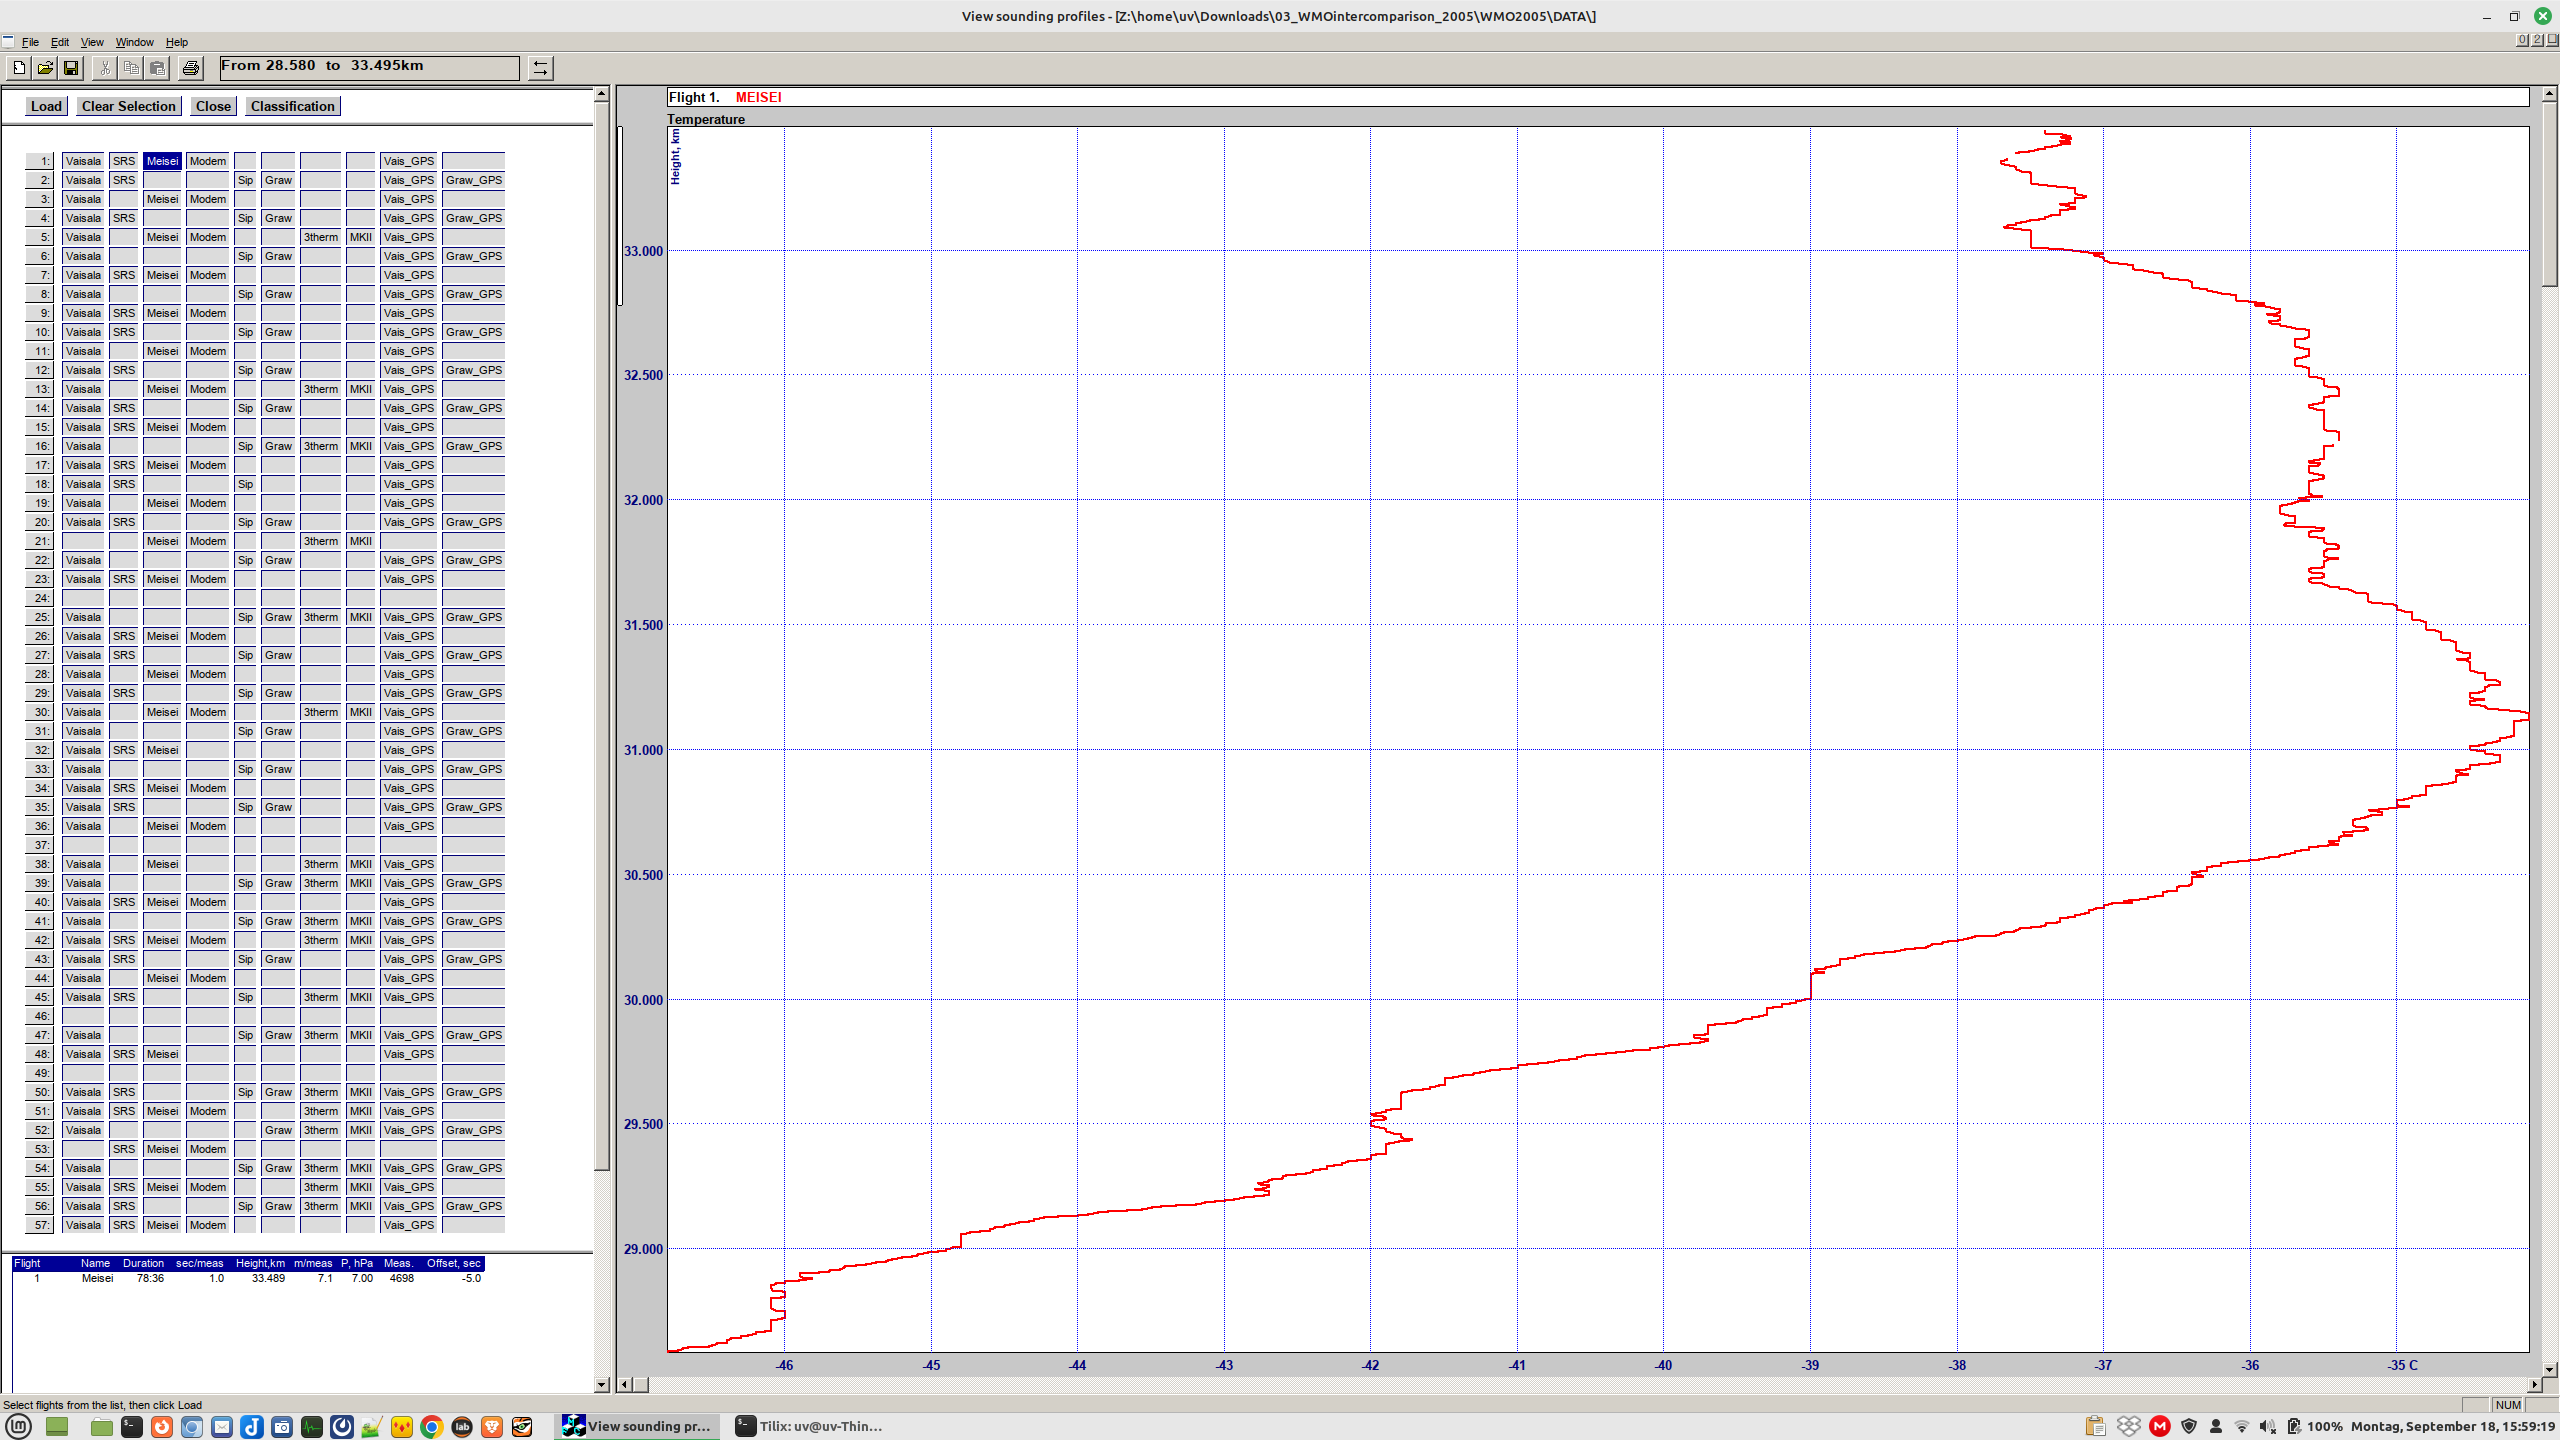 View sounding profiles - [Z:\home\uv\Downloads\03_WMOintercomparison_2005\WMO2005\DATA\]
File Edit View Window Help
From 28.580 to 33.495km
Load Clear Selection Close Classification
1: Vaisala SRS Meisei Modem Vais_GPS
2: Vaisala SRS Sip Graw Vais_GPS Graw_GPS
3: Vaisala Meisei Modem Vais_GPS
4: Vaisala SRS Sip Graw Vais_GPS Graw_GPS
5: Vaisala Meisei Modem 3therm MKII Vais_GPS
6: Vaisala Sip Graw Vais_GPS Graw_GPS
7: Vaisala SRS Meisei Modem Vais_GPS
8: Vaisala Sip Graw Vais_GPS Graw_GPS
9: Vaisala SRS Meisei Modem Vais_GPS
10: Vaisala SRS Sip Graw Vais_GPS Graw_GPS
11: Vaisala Meisei Modem Vais_GPS
12: Vaisala SRS Sip Graw Vais_GPS Graw_GPS
13: Vaisala Meisei Modem 3therm MKII Vais_GPS
14: Vaisala SRS Sip Graw Vais_GPS Graw_GPS
15: Vaisala SRS Meisei Modem Vais_GPS
16: Vaisala Sip Graw 3therm MKII Vais_GPS Graw_GPS
17: Vaisala SRS Meisei Modem Vais_GPS
18: Vaisala SRS Sip Vais_GPS
19: Vaisala Meisei Modem Vais_GPS
20: Vaisala SRS Sip Graw Vais_GPS Graw_GPS
21: Meisei Modem 3therm MKII
22: Vaisala Sip Graw Vais_GPS Graw_GPS
23: Vaisala SRS Meisei Modem Vais_GPS
24:
25: Vaisala Sip Graw 3therm MKII Vais_GPS Graw_GPS
26: Vaisala SRS Meisei Modem Vais_GPS
27: Vaisala SRS Sip Graw Vais_GPS Graw_GPS
28: Vaisala Meisei Modem Vais_GPS
29: Vaisala SRS Sip Graw Vais_GPS Graw_GPS
30: Vaisala Meisei Modem 3therm MKII Vais_GPS
31: Vaisala Sip Graw Vais_GPS Graw_GPS
32: Vaisala SRS Meisei Vais_GPS
33: Vaisala Sip Graw Vais_GPS Graw_GPS
34: Vaisala SRS Meisei Modem Vais_GPS
35: Vaisala SRS Sip Graw Vais_GPS Graw_GPS
36: Vaisala Meisei Modem Vais_GPS
37:
38: Vaisala Meisei 3therm MKII Vais_GPS
39: Vaisala Sip Graw 3therm MKII Vais_GPS Graw_GPS
40: Vaisala SRS Meisei Modem Vais_GPS
41: Vaisala Sip Graw 3therm MKII Vais_GPS Graw_GPS
42: Vaisala SRS Meisei Modem 3therm MKII Vais_GPS
43: Vaisala SRS Sip Graw Vais_GPS Graw_GPS
44: Vaisala Meisei Modem Vais_GPS
45: Vaisala SRS Sip 3therm MKII Vais_GPS
46:
47: Vaisala Sip Graw 3therm MKII Vais_GPS Graw_GPS
48: Vaisala SRS Meisei Vais_GPS
49:
50: Vaisala SRS Sip Graw 3therm MKII Vais_GPS Graw_GPS
51: Vaisala SRS Meisei Modem 3therm MKII Vais_GPS
52: Vaisala Graw 3therm MKII Vais_GPS Graw_GPS
53: SRS Meisei Modem
54: Vaisala Sip Graw 3therm MKII Vais_GPS Graw_GPS
55: Vaisala SRS Meisei Modem 3therm MKII Vais_GPS
56: Vaisala SRS Sip Graw 3therm MKII Vais_GPS Graw_GPS
57: Vaisala SRS Meisei Modem Vais_GPS
Flight Name Duration sec/meas Height,km m/meas P, hPa Meas. Offset, sec
1 Meisei 78:36 1.0 33.489 7.1 7.00 4698 -5.0
Flight 1. MEISEI
Temperature
Height, km
33.000
32.500
32.000
31.500
31.000
30.500
30.000
29.500
29.000
-46 -45 -44 -43 -42 -41 -40 -39 -38 -37 -36 -35 C
Select flights from the list, then click Load
NUM
View sounding pr...
Tilix: uv@uv-Thin...
100% Montag, September 18, 15:59:19